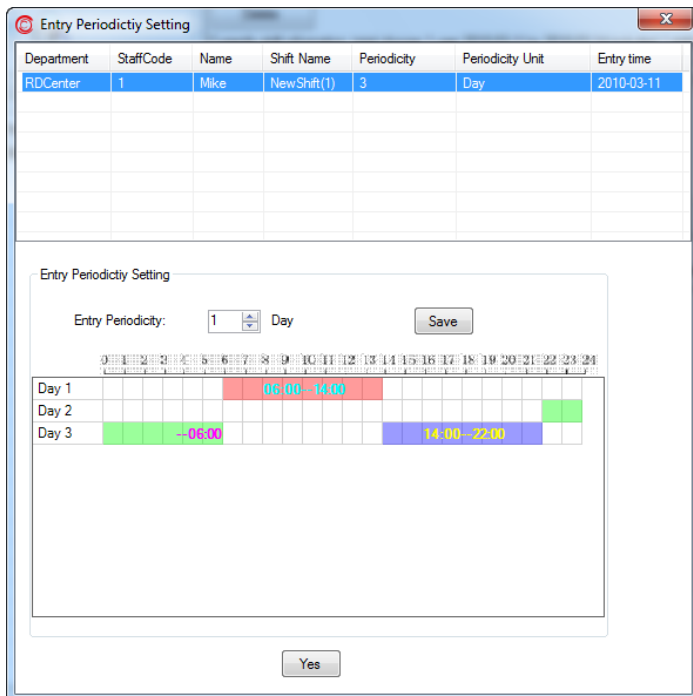 Entry Periodictiy Setting
Department StaffCode Name Shift Name Periodicity Periodicity Unit Entry time
RDCenter 1 Mike NewShift(1) 3 Day 2010-03-11
Entry Periodictiy Setting
Entry Periodicity: 1 Day Save
0 1 2 3 4 5 6 7 8 9 10 11 12 13 14 15 16 17 18 19 20 21 22 23 24
Day 1 06:00--14:00
Day 2
Day 3 --06:00 14:00--22:00
Yes